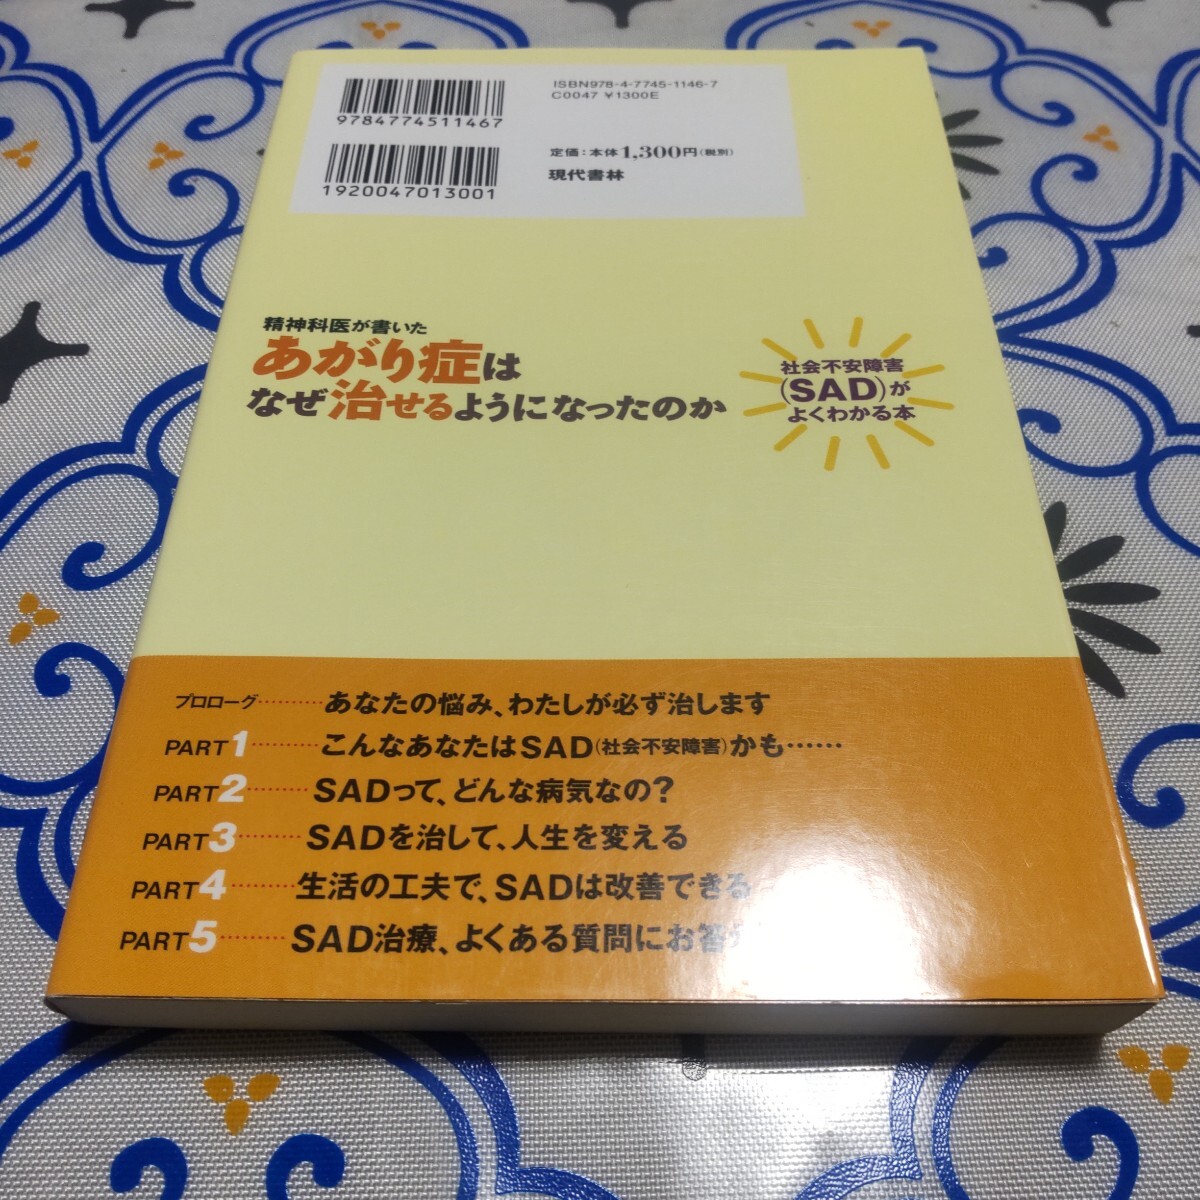 ISBN978-4-7745-1146-7
C0047 ¥1300E
9784774511467
定価：本体1,300円（税別）
現代書林
1920047013001
精神科医が書いた
あがり症は
なぜ治せるようになったのか
社会不安障害
（SAD）が
よくわかる本
プロローグ………あなたの悩み、わたしが必ず治します
PART1………こんなあなたはSAD（社会不安障害）かも……
PART2………SADって、どんな病気なの？
PART3………SADを治して、人生を変える
PART4………生活の工夫で、SADは改善できる
PART5………SAD治療、よくある質問にお答